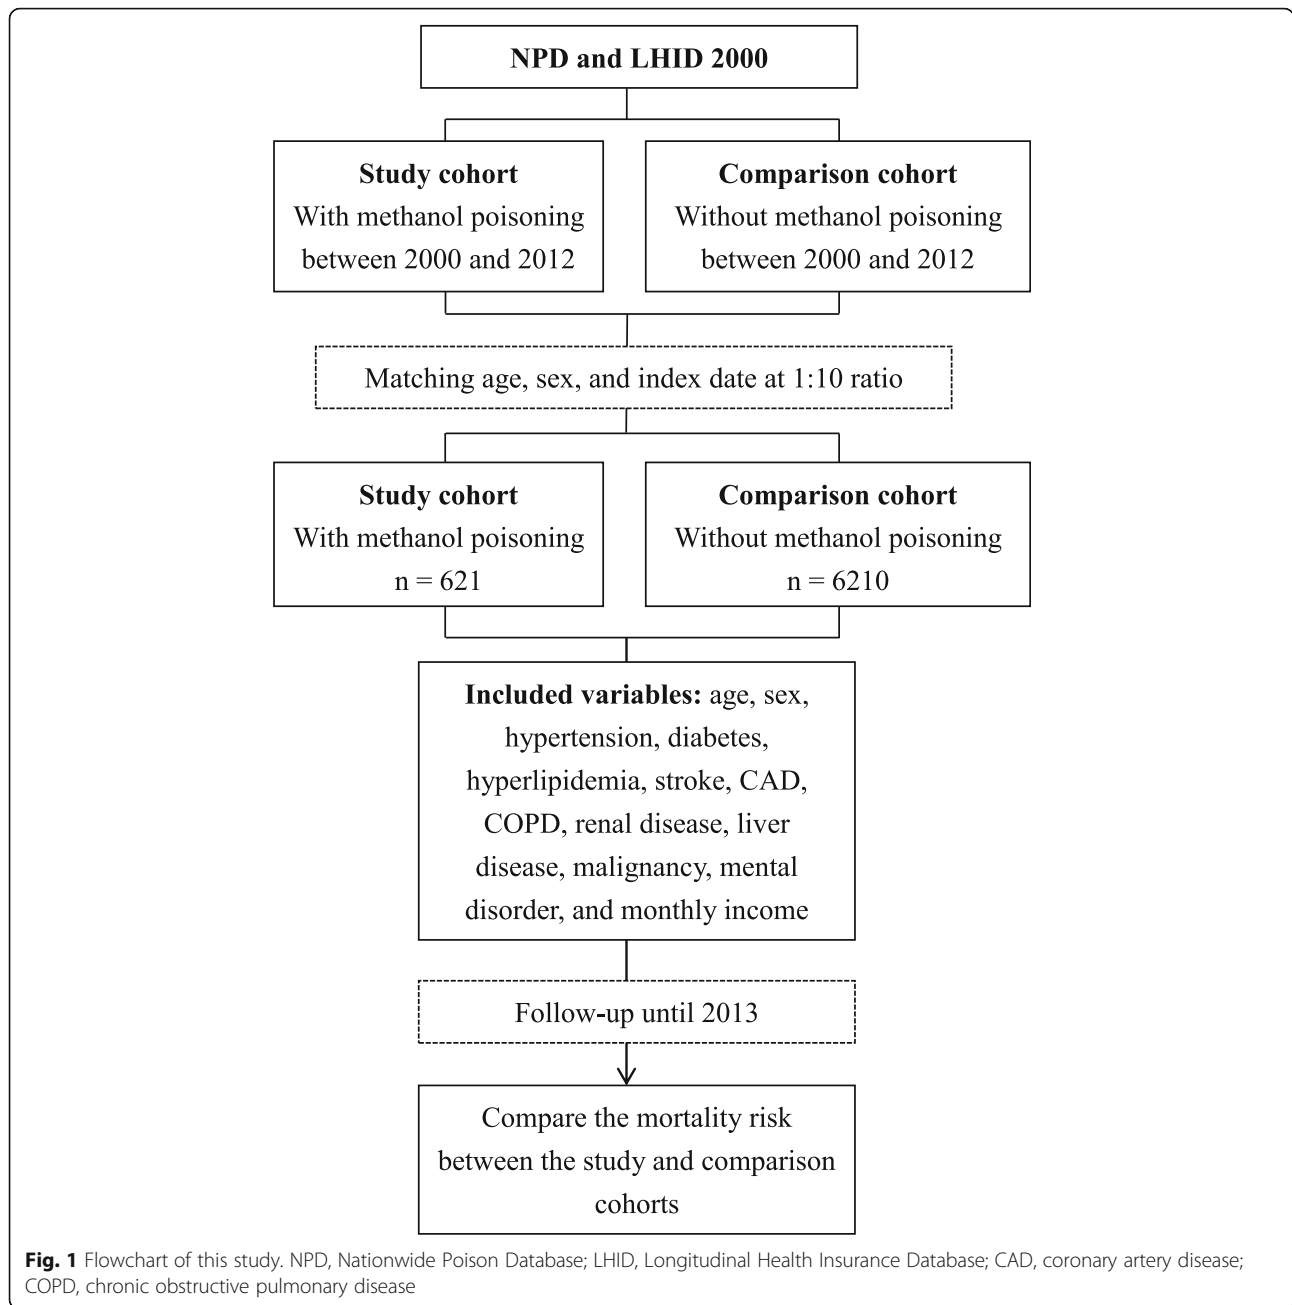 NPD and LHID 2000
Study cohort
With methanol poisoning
between 2000 and 2012
Comparison cohort
Without methanol poisoning
between 2000 and 2012
Matching age, sex, and index date at 1:10 ratio
Study cohort
With methanol poisoning
n = 621
Comparison cohort
Without methanol poisoning
n = 6210
Included variables: age, sex,
hypertension, diabetes,
hyperlipidemia, stroke, CAD,
COPD, renal disease, liver
disease, malignancy, mental
disorder, and monthly income
Follow-up until 2013
Compare the mortality risk
between the study and comparison
cohorts
Fig. 1 Flowchart of this study. NPD, Nationwide Poison Database; LHID, Longitudinal Health Insurance Database; CAD, coronary artery disease;
COPD, chronic obstructive pulmonary disease